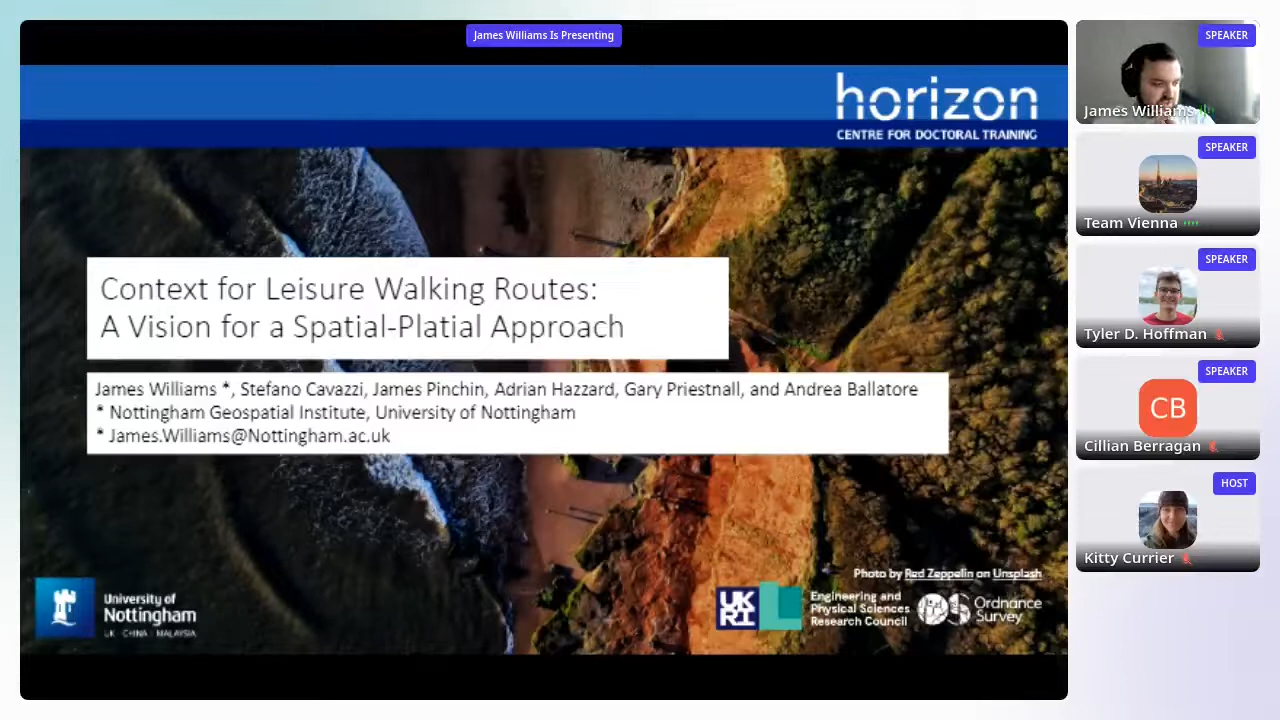 James Williams Is Presenting
horizon
CENTRE FOR DOCTORAL TRAINING
Context for Leisure Walking Routes:
A Vision for a Spatial-Platial Approach
James Williams *, Stefano Cavazzi, James Pinchin, Adrian Hazzard, Gary Priestnall, and Andrea Ballatore
* Nottingham Geospatial Institute, University of Nottingham
* James.Williams@Nottingham.ac.uk
Photo by Red Zeppelin on Unsplash
University of
Nottingham
UK · CHINA · MALAYSIA
UK
RI
Engineering and
Physical Sciences
Research Council
Ordnance
Survey
SPEAKER
James Williams
SPEAKER
Team Vienna
SPEAKER
Tyler D. Hoffman
SPEAKER
CB
Cillian Berragan
HOST
Kitty Currier